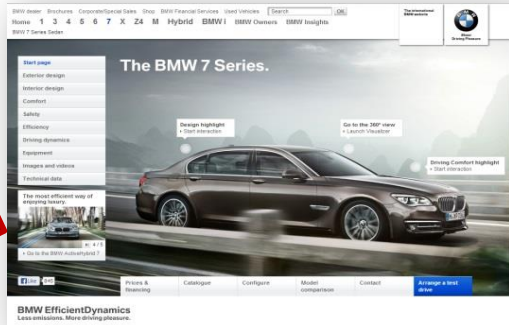 BMW dealer Brochures Corporate/Special Sales Shop BMW Financial Services Used Vehicles Search OK
Home 1 3 4 5 6 7 X Z4 M Hybrid BMW i BMW Owners BMW Insights
BMW 7 Series Sedan
The international BMW website
Sheer
Driving Pleasure
Start page
Exterior design
Interior design
Comfort
Safety
Efficiency
Driving dynamics
Equipment
Images and videos
Technical data
The BMW 7 Series.
Design highlight
Start interaction
Go to the 360° view
Launch Visualizer
Driving Comfort highlight
Start interaction
The most efficient way of
enjoying luxury.
4 / 5
Go to the BMW ActiveHybrid 7
Like
Prices &
financing
Catalogue
Configure
Model
comparison
Contact
Arrange a test
drive
BMW EfficientDynamics
Less emissions. More driving pleasure.